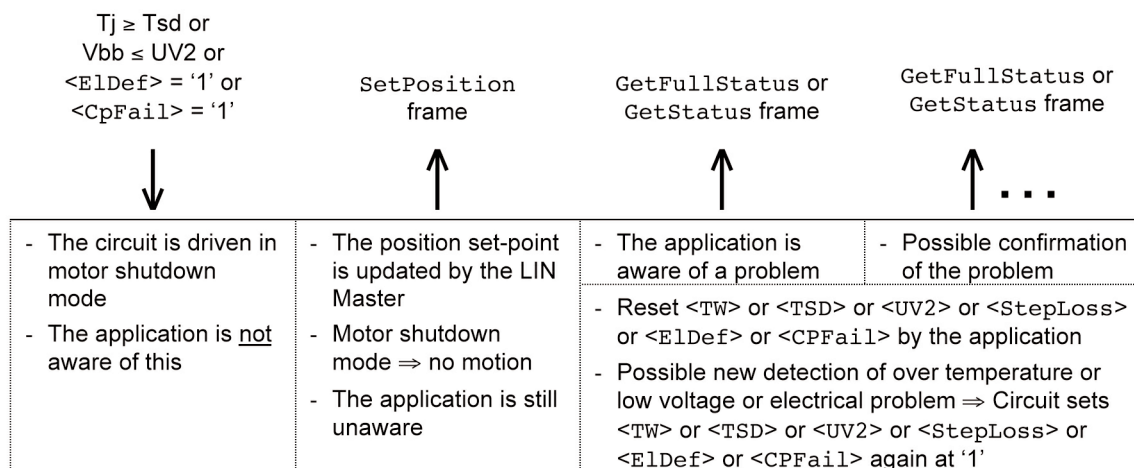 Tj ≥ Tsd or
Vbb ≤ UV2 or
<ElDef> = ‘1’ or
<CpFail> = ‘1’
SetPosition
frame
GetFullStatus or
GetStatus frame
GetFullStatus or
GetStatus frame
...
- The circuit is driven in
motor shutdown
mode
- The application is not
aware of this
- The position set-point
is updated by the LIN
Master
- Motor shutdown
mode ⇒ no motion
- The application is still
unaware
- The application is
aware of a problem
- Possible confirmation
of the problem
- Reset <TW> or <TSD> or <UV2> or <StepLoss>
or <ElDef> or <CPFail> by the application
- Possible new detection of over temperature or
low voltage or electrical problem ⇒ Circuit sets
<TW> or <TSD> or <UV2> or <StepLoss> or
<ElDef> or <CPFail> again at ‘1’